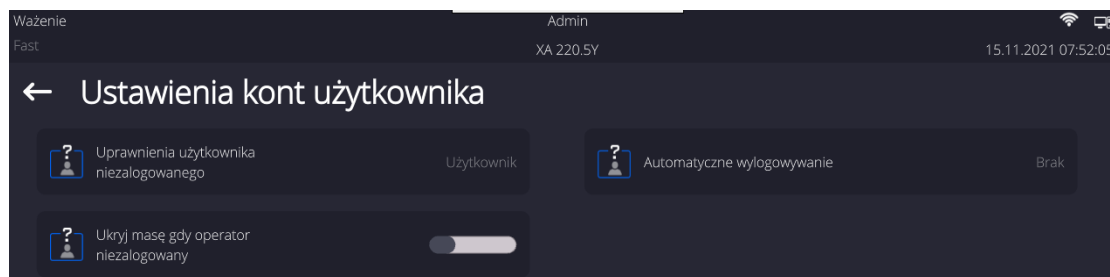 Ważenie Admin
Fast XA 220.5Y 15.11.2021 07:52:05
Ustawienia kont użytkownika
Uprawnienia użytkownika
niezalogowanego
Użytkownik
Automatyczne wylogowywanie
Brak
Ukryj masę gdy operator
niezalogowany